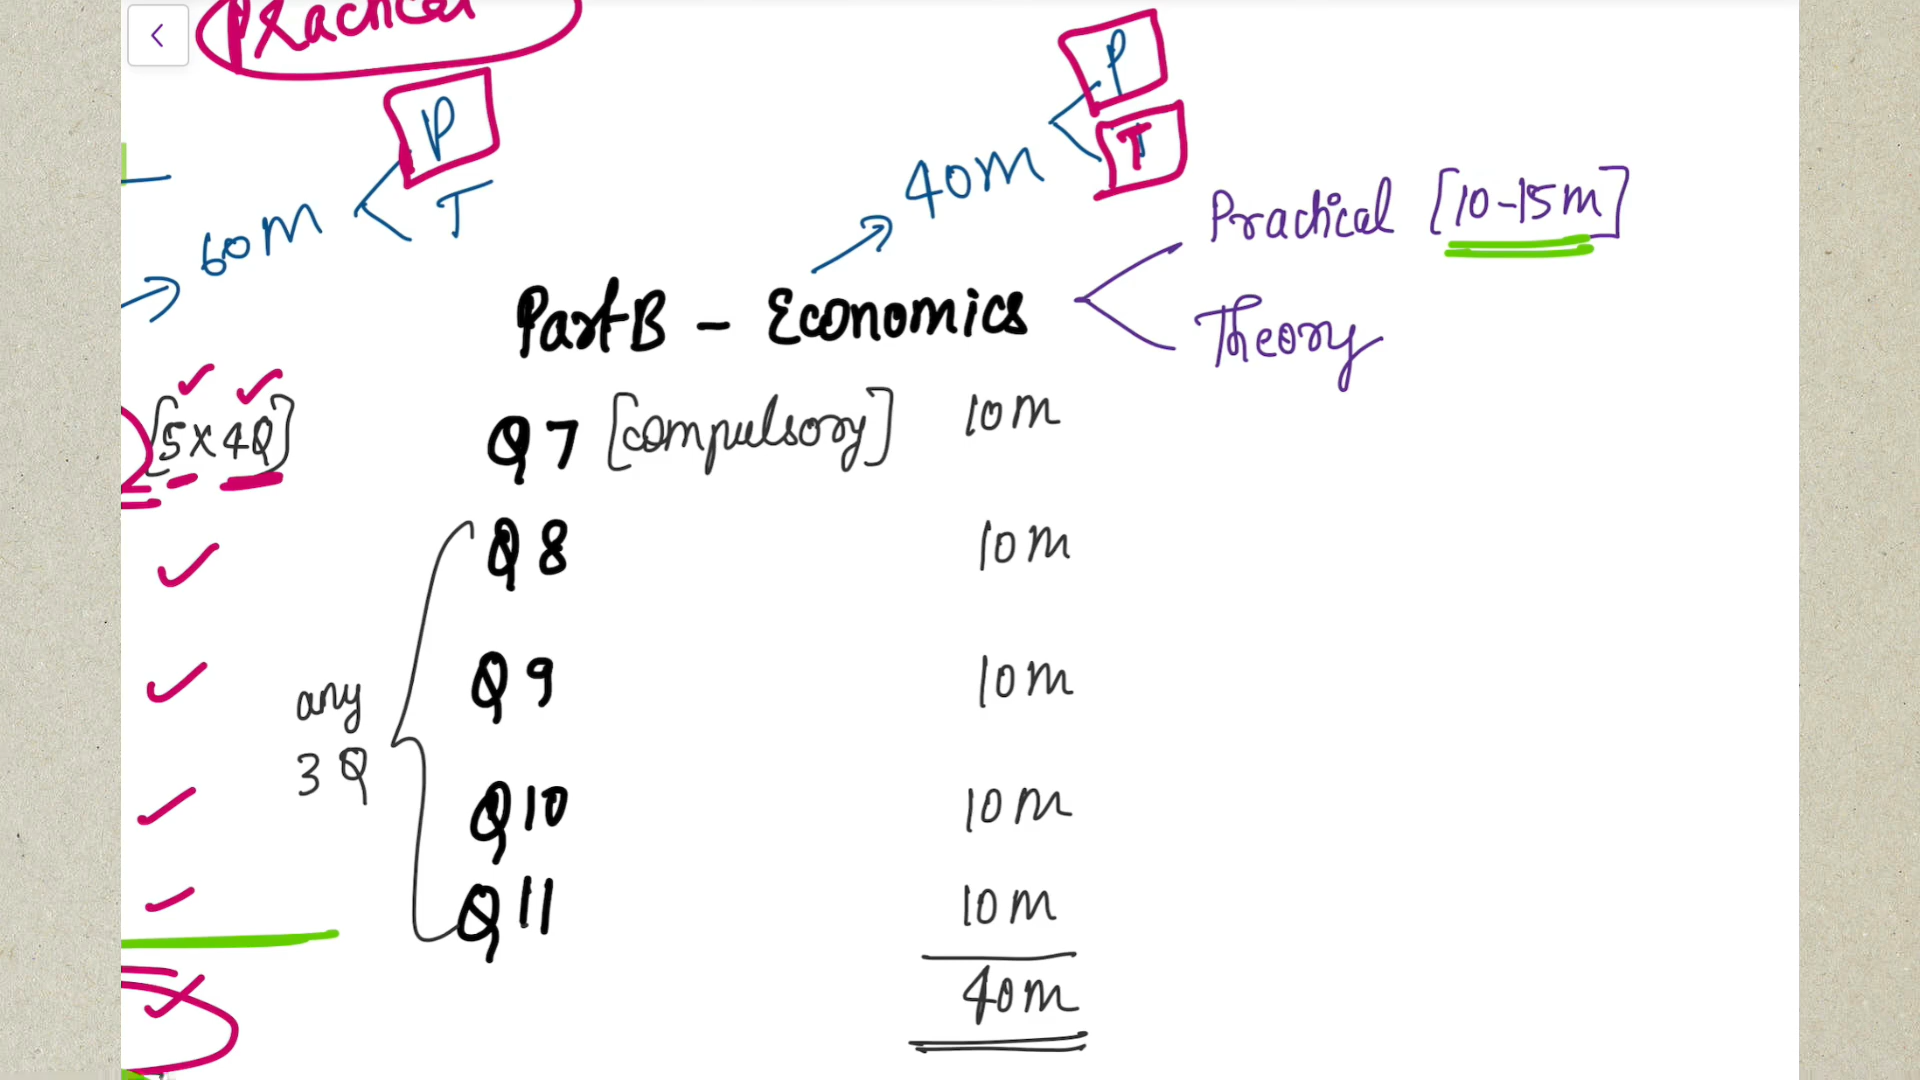 Practical
P
T
60m
P
T
40m
Practical [10-15m]
Theory
Part B - Economics
[5x4Q]
Q7 [compulsory] 10m
Q8 10m
any
3Q
Q9 10m
Q10 10m
Q11 10m
40m